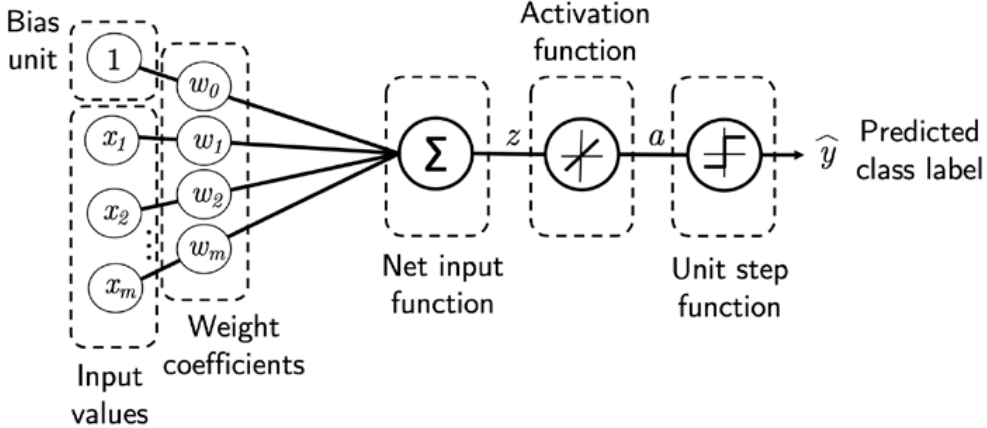 Bias
unit
1
x1
x2
⋮
xm
Input
values
w0
w1
w2
wm
Weight
coefficients
Σ
Net input
function
z
Activation
function
a
Unit step
function
ŷ
Predicted
class label